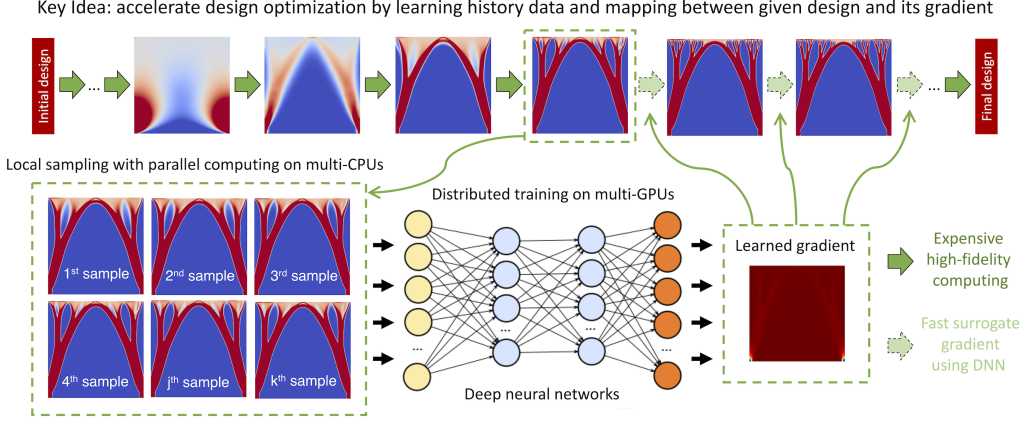 Key Idea: accelerate design optimization by learning history data and mapping between given design and its gradient
Initial design
...
...
Final design
Local sampling with parallel computing on multi-CPUs
1st sample
2nd sample
3rd sample
4th sample
jth sample
kth sample
Distributed training on multi-GPUs
...
...
...
...
Deep neural networks
Learned gradient
Expensive
high-fidelity
computing
Fast surrogate
gradient
using DNN